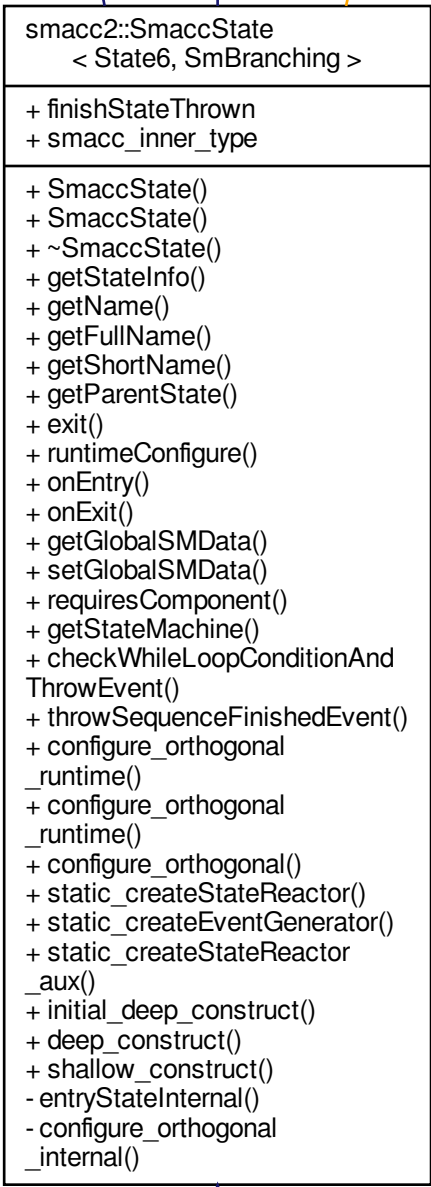 smacc2::SmaccState
< State6, SmBranching >
+ finishStateThrown
+ smacc_inner_type
+ SmaccState()
+ SmaccState()
+ ~SmaccState()
+ getStateInfo()
+ getName()
+ getFullName()
+ getShortName()
+ getParentState()
+ exit()
+ runtimeConfigure()
+ onEntry()
+ onExit()
+ getGlobalSMData()
+ setGlobalSMData()
+ requiresComponent()
+ getStateMachine()
+ checkWhileLoopConditionAnd
ThrowEvent()
+ throwSequenceFinishedEvent()
+ configure_orthogonal
_runtime()
+ configure_orthogonal
_runtime()
+ configure_orthogonal()
+ static_createStateReactor()
+ static_createEventGenerator()
+ static_createStateReactor
_aux()
+ initial_deep_construct()
+ deep_construct()
+ shallow_construct()
- entryStateInternal()
- configure_orthogonal
_internal()